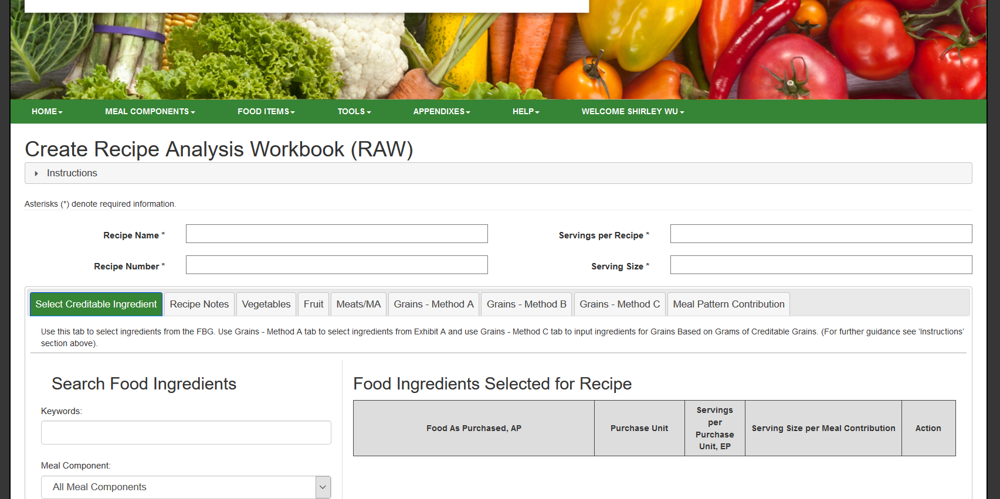 HOME MEAL COMPONENTS FOOD ITEMS TOOLS APPENDIXES HELP WELCOME SHIRLEY WU
Create Recipe Analysis Workbook (RAW)
Instructions
Asterisks (*) denote required information.
Recipe Name *
Servings per Recipe *
Recipe Number *
Serving Size *
Select Creditable Ingredient Recipe Notes Vegetables Fruit Meats/MA Grains - Method A Grains - Method B Grains - Method C Meal Pattern Contribution
Use this tab to select ingredients from the FBG. Use Grains - Method A tab to select ingredients from Exhibit A and use Grains - Method C tab to input ingredients for Grains Based on Grams of Creditable Grains. (For further guidance see ‘Instructions’
section above).
Search Food Ingredients
Keywords:
Meal Component:
All Meal Components
Food Ingredients Selected for Recipe
Food As Purchased, AP
Purchase Unit
Servings
per
Purchase
Unit, EP
Serving Size per Meal Contribution
Action